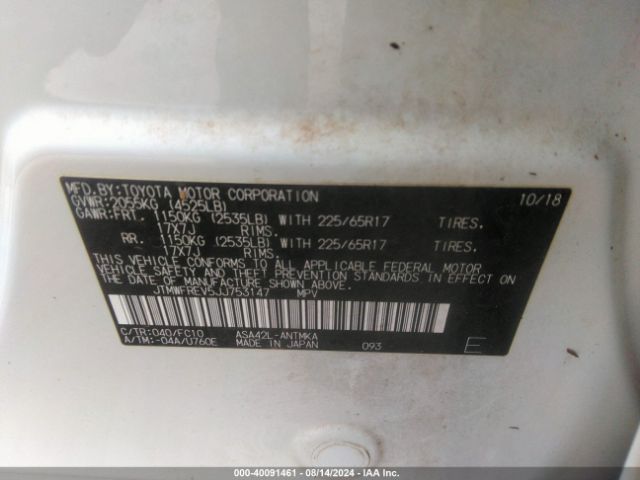 MFD.BY:TOYOTA MOTOR CORPORATION 10/18
GVWR:2055KG (4525LB)
GAWR:FRT. 1150KG (2535LB) WITH 225/65R17 TIRES.
17X7J RIMS.
RR. 1150KG (2535LB) WITH 225/65R17 TIRES.
17X7J RIMS.
THIS VEHICLE CONFORMS TO ALL APPLICABLE FEDERAL MOTOR
VEHICLE SAFETY AND THEFT PREVENTION STANDARDS IN EFFECT ON
THE DATE OF MANUFACTURE SHOWN ABOVE.
JTMWFREV5JJ753147 MPV
C/TR:040/FC10 ASA42L-ANTMKA
A/TM:-04A/U760E MADE IN JAPAN 093 E
000-40091461 - 08/14/2024 - IAA Inc.